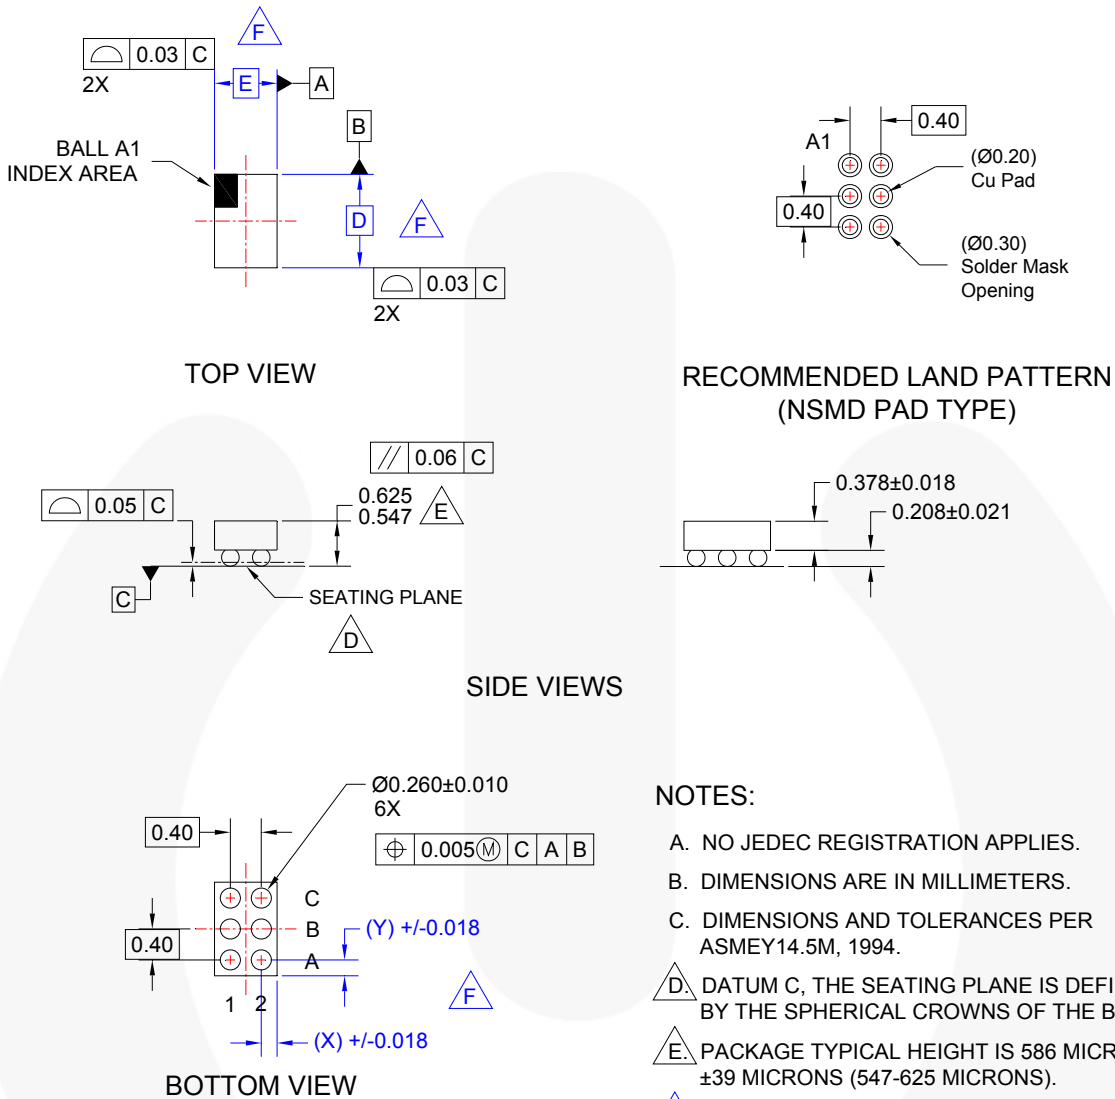 F
0.03 C
2X
E
A
B
BALL A1
INDEX AREA
D
F
0.03 C
2X
TOP VIEW
0.40
A1
(Ø0.20)
Cu Pad
0.40
(Ø0.30)
Solder Mask
Opening
RECOMMENDED LAND PATTERN
(NSMD PAD TYPE)
// 0.06 C
0.05 C
0.625
0.547
E
C
SEATING PLANE
D
0.378±0.018
0.208±0.021
SIDE VIEWS
Ø0.260±0.010
6X
0.005Ⓜ C A B
0.40
C
B
A
0.40
(Y) +/-0.018
F
1 2
(X) +/-0.018
BOTTOM VIEW
NOTES:
A. NO JEDEC REGISTRATION APPLIES.
B. DIMENSIONS ARE IN MILLIMETERS.
C. DIMENSIONS AND TOLERANCES PER
ASMEY14.5M, 1994.
D. DATUM C, THE SEATING PLANE IS DEFI
BY THE SPHERICAL CROWNS OF THE B
E. PACKAGE TYPICAL HEIGHT IS 586 MICR
±39 MICRONS (547-625 MICRONS).